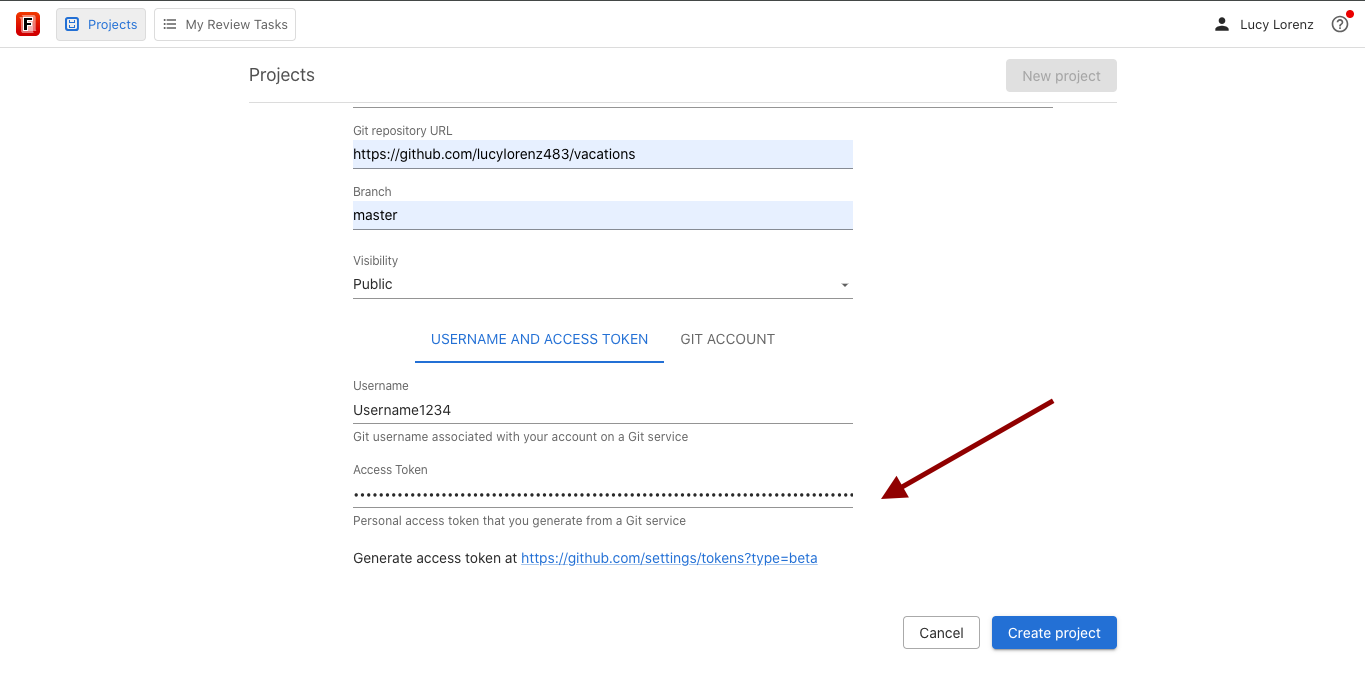 F
Projects
My Review Tasks
Lucy Lorenz
Projects
New project
Git repository URL
https://github.com/lucylorenz483/vacations
Branch
master
Visibility
Public
USERNAME AND ACCESS TOKEN
GIT ACCOUNT
Username
Username1234
Git username associated with your account on a Git service
Access Token
Personal access token that you generate from a Git service
Generate access token at https://github.com/settings/tokens?type=beta
Cancel
Create project